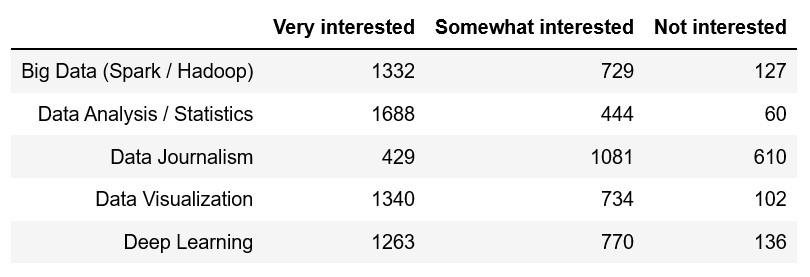 Very interested Somewhat interested Not interested
Big Data (Spark / Hadoop) 1332 729 127
Data Analysis / Statistics 1688 444 60
Data Journalism 429 1081 610
Data Visualization 1340 734 102
Deep Learning 1263 770 136